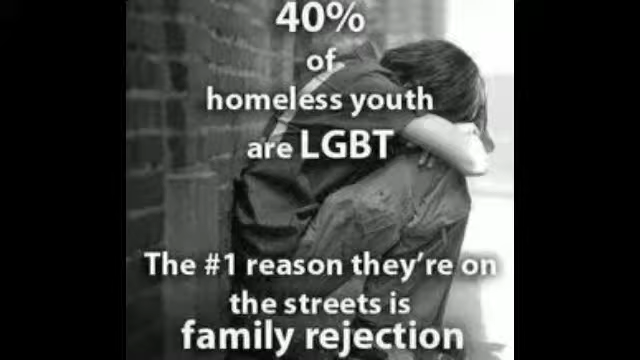 40%
of
homeless youth
are LGBT
The #1 reason they're on
the streets is
family rejection